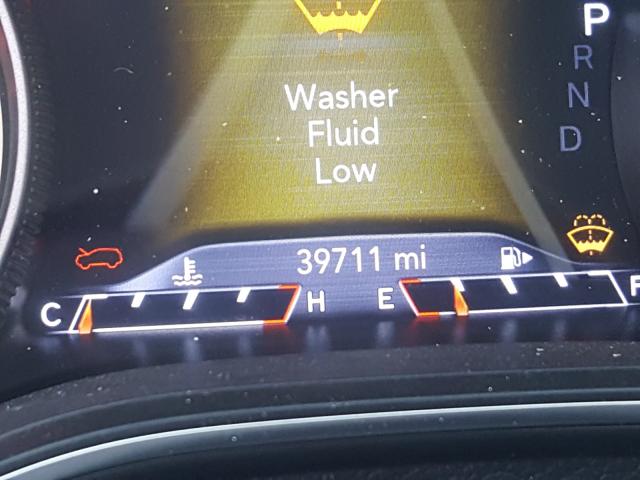 P
R
N
D
Washer
Fluid
Low
39711 mi
C H E F